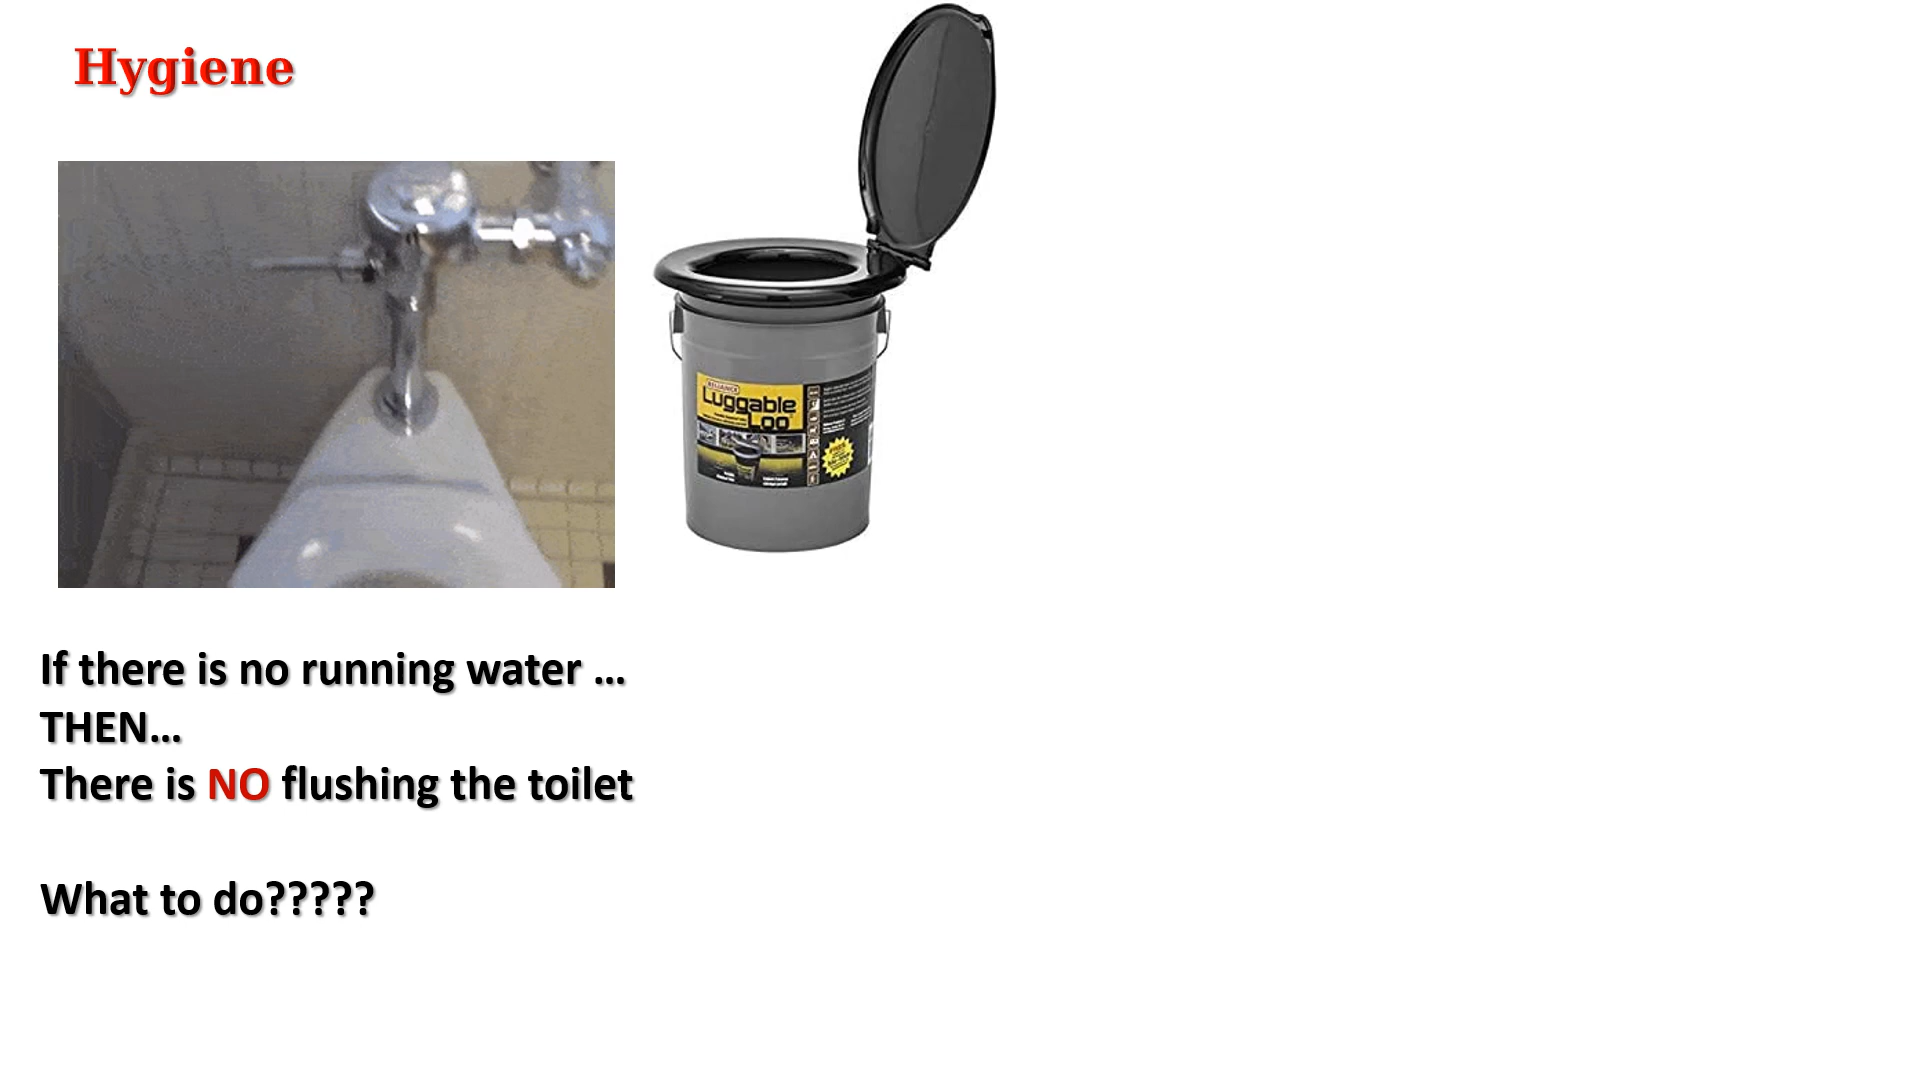 Hygiene
RELIANCE
Luggable
Loo
If there is no running water ...
THEN...
There is NO flushing the toilet
What to do?????